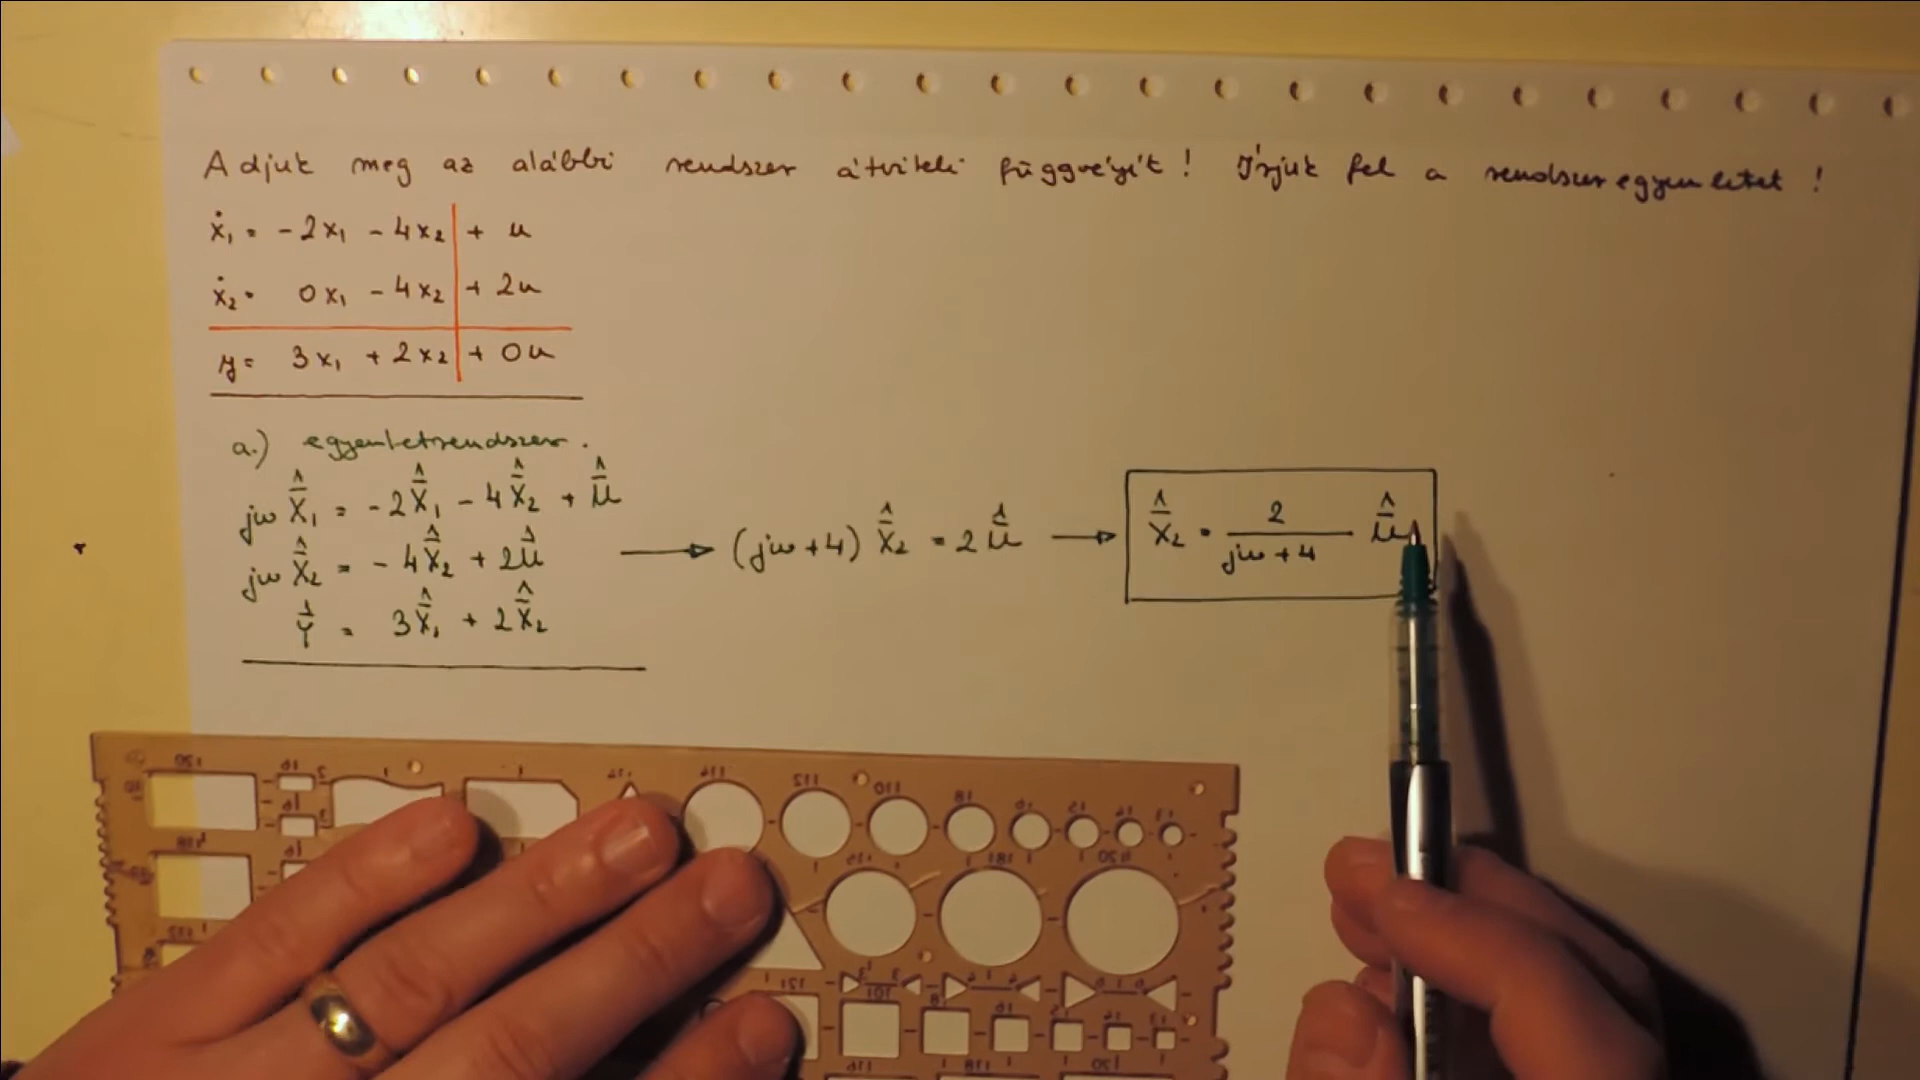 Adjuk meg az alábbi rendszer átviteli függvényét! Írjuk fel a rendszeregyenletet!
ẋ₁ = -2x₁ - 4x₂ + u
ẋ₂ = 0x₁ - 4x₂ + 2u
y = 3x₁ + 2x₂ + 0u
a.) egyenletrendszer.
jω X̂₁ = -2X̂₁ - 4X̂₂ + Û
jω X̂₂ = -4X̂₂ + 2Û → (jω+4) X̂₂ = 2Û → X̂₂ = 2/(jω+4) Û
Ŷ = 3X̂₁ + 2X̂₂